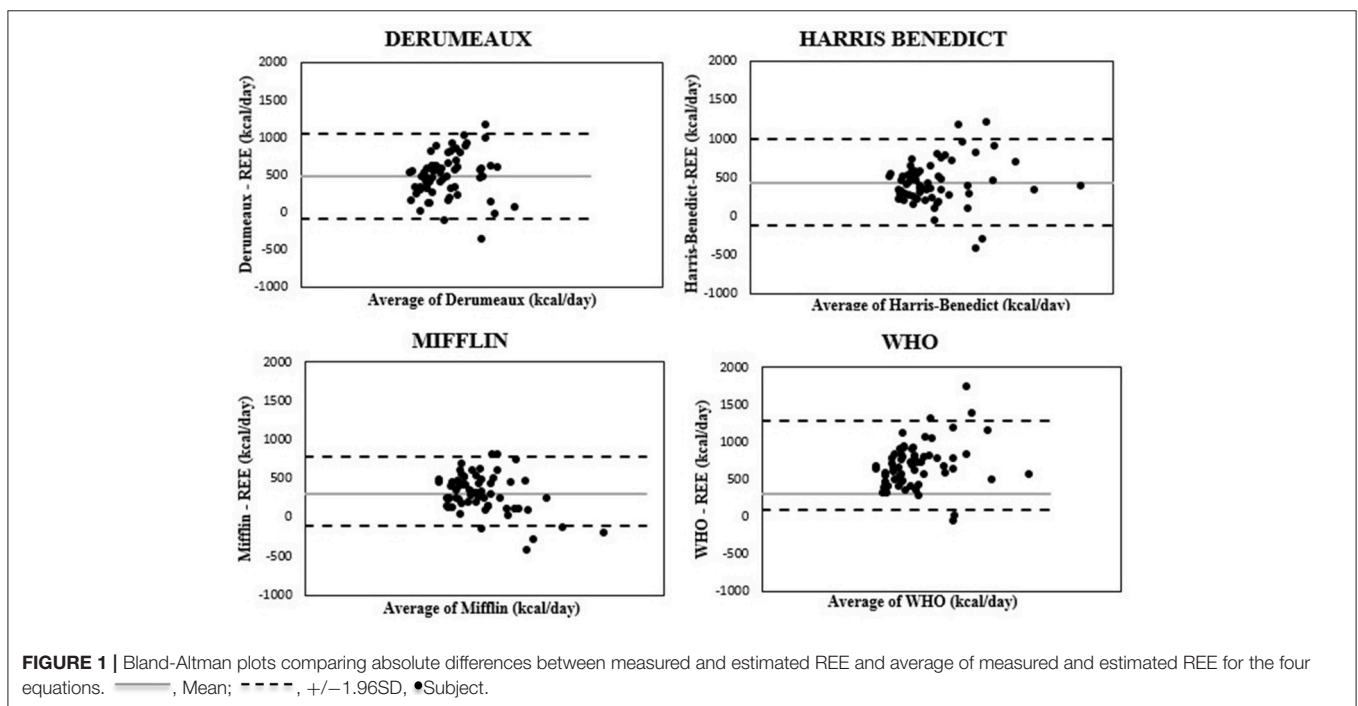 DERUMEAUX
Derumeaux - REE (kcal/day)
2000
1500
1000
500
0
-500
-1000
Average of Derumeaux (kcal/day)
HARRIS BENEDICT
Harris-Benedict-REE (kcal/day)
2000
1500
1000
500
0
-500
-1000
Average of Harris-Benedict (kcal/day)
MIFFLIN
Mifflin - REE (kcal/day)
2000
1500
1000
500
0
-500
-1000
Average of Mifflin (kcal/day)
WHO
WHO - REE (kcal/day)
2000
1500
1000
500
0
-500
-1000
Average of WHO (kcal/day)
FIGURE 1 | Bland-Altman plots comparing absolute differences between measured and estimated REE and average of measured and estimated REE for the four
equations. , Mean; , +/−1.96SD, •Subject.